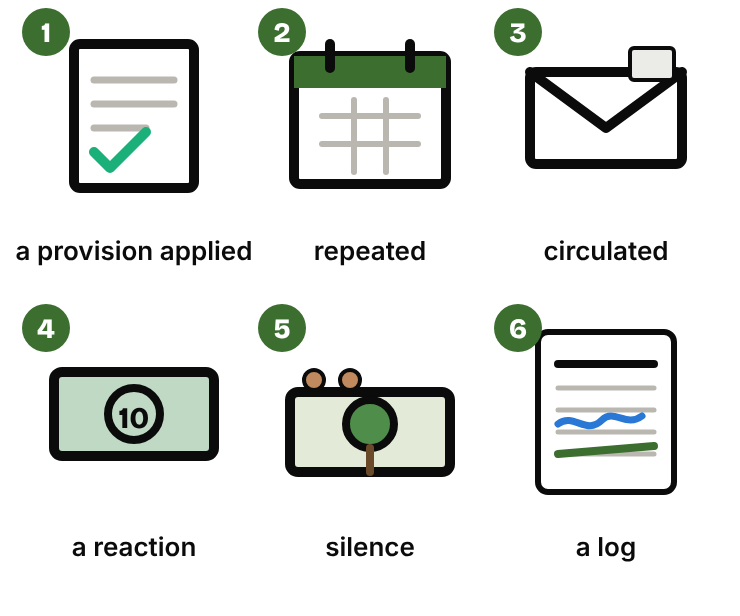 1
2
3
a provision applied
repeated
circulated
4
5
6
10
a reaction
silence
a log